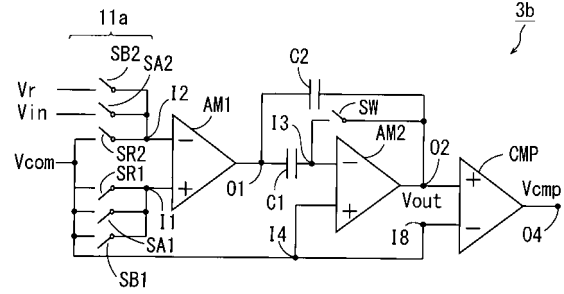 11a
3b
SB2
SA2
C2
Vr
I2
AM1
SW
Vin
I3
AM2
SR2
O2
CMP
Vcom
SR1
Vcmp
O1
C1
Vout
I1
I4
I8
O4
SA1
SB1